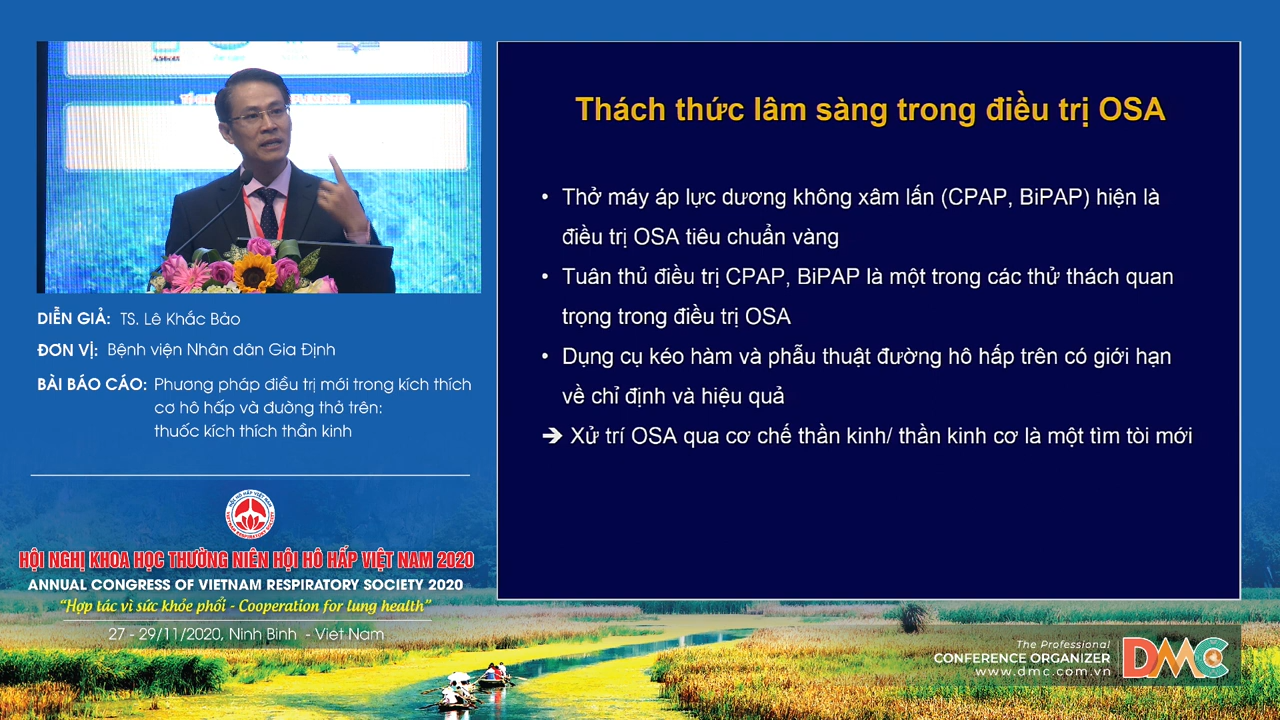 DIỄN GIẢ: TS. Lê Khắc Bảo
ĐƠN VỊ: Bệnh viện Nhân dân Gia Định
BÀI BÁO CÁO: Phương pháp điều trị mới trong kích thích
cơ hô hấp và đường thở trên:
thuốc kích thích thần kinh
HỘI HÔ HẤP VIỆT NAM
VIETNAM RESPIRATORY SOCIETY
HỘI NGHỊ KHOA HỌC THƯỜNG NIÊN HỘI HÔ HẤP VIỆT NAM 2020
ANNUAL CONGRESS OF VIETNAM RESPIRATORY SOCIETY 2020
“Hợp tác vì sức khỏe phổi - Cooperation for lung health”
27 - 29/11/2020, Ninh Bình - Việt Nam
Thách thức lâm sàng trong điều trị OSA
• Thở máy áp lực dương không xâm lấn (CPAP, BiPAP) hiện là
điều trị OSA tiêu chuẩn vàng
• Tuân thủ điều trị CPAP, BiPAP là một trong các thử thách quan
trọng trong điều trị OSA
• Dụng cụ kéo hàm và phẫu thuật đường hô hấp trên có giới hạn
về chỉ định và hiệu quả
➔ Xử trí OSA qua cơ chế thần kinh/ thần kinh cơ là một tìm tòi mới
The Professional
CONFERENCE ORGANIZER
www.dmc.com.vn
DMC